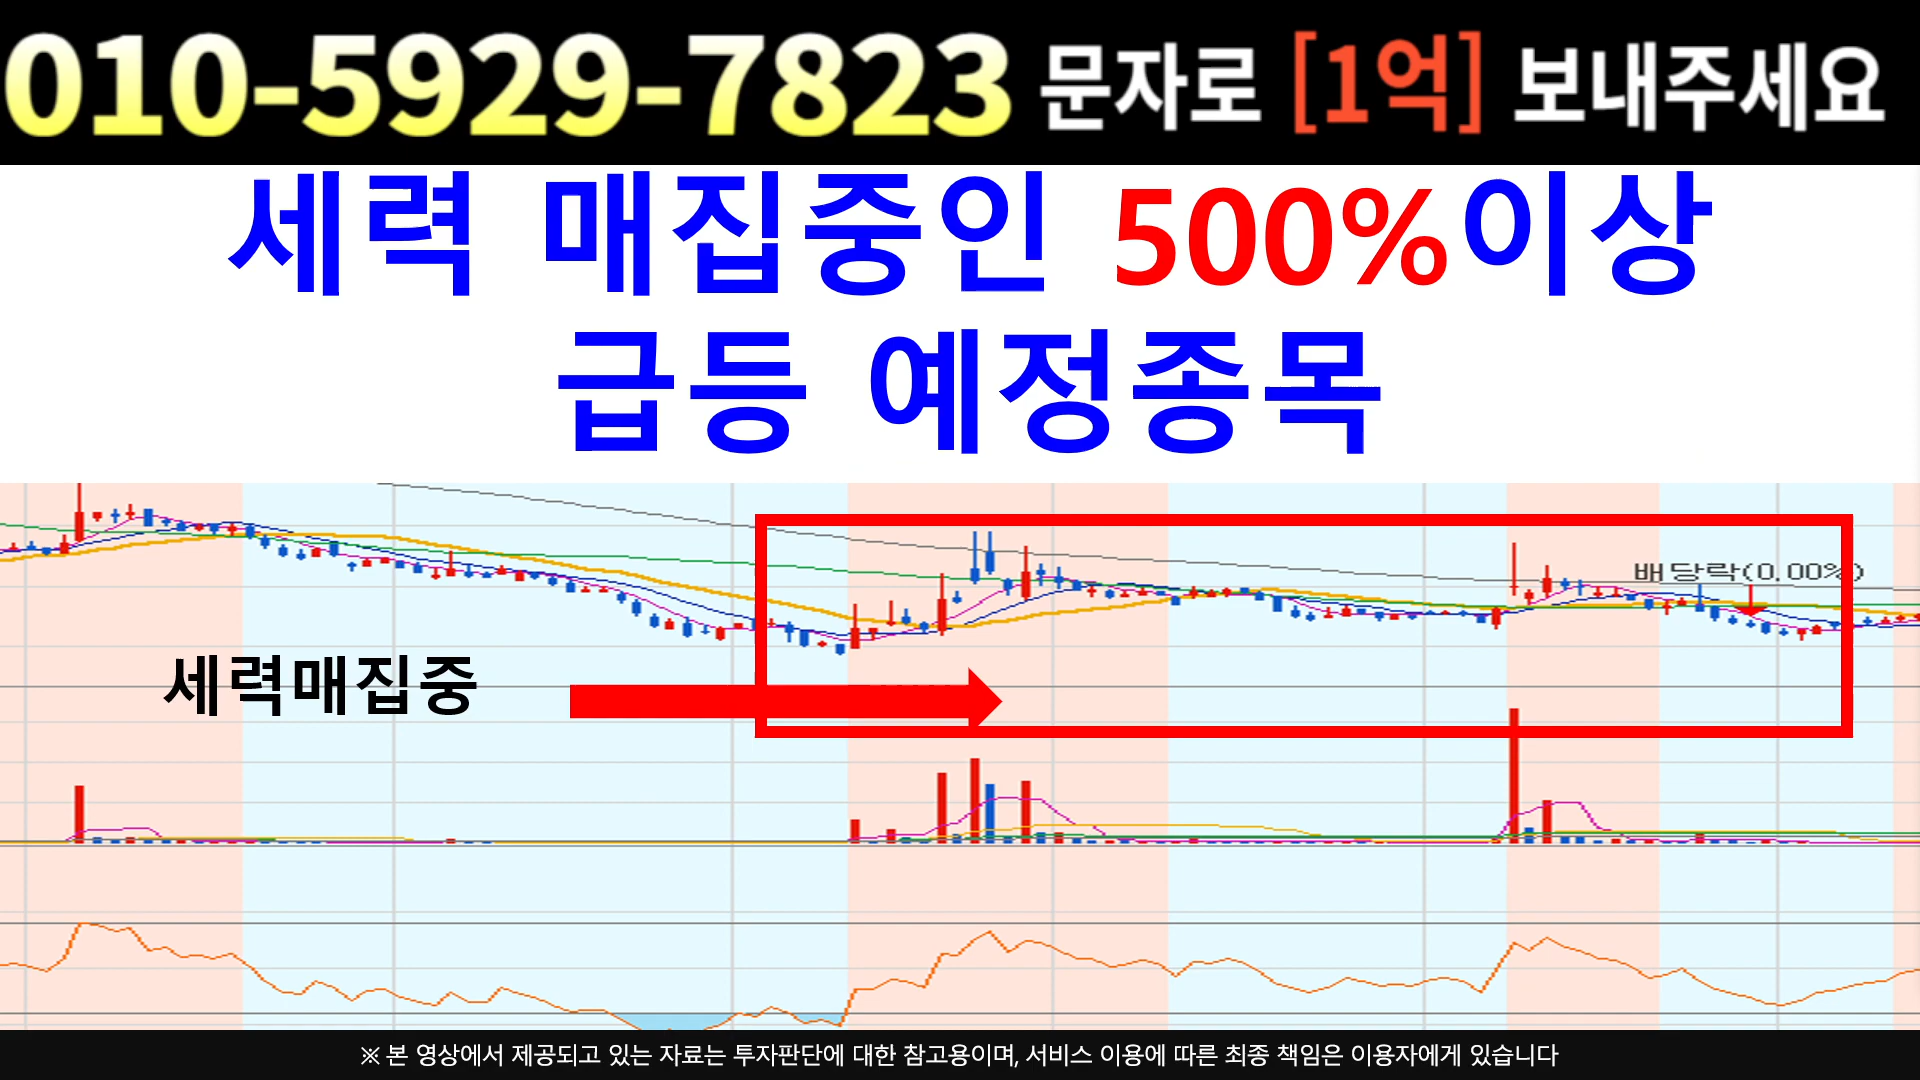 010-5929-7823 문자로 [1억] 보내주세요
세력 매집중인 500%이상
급등 예정종목
배당락(0.00%)
세력매집중
※ 본 영상에서 제공되고 있는 자료는 투자판단에 대한 참고용이며, 서비스 이용에 따른 최종 책임은 이용자에게 있습니다